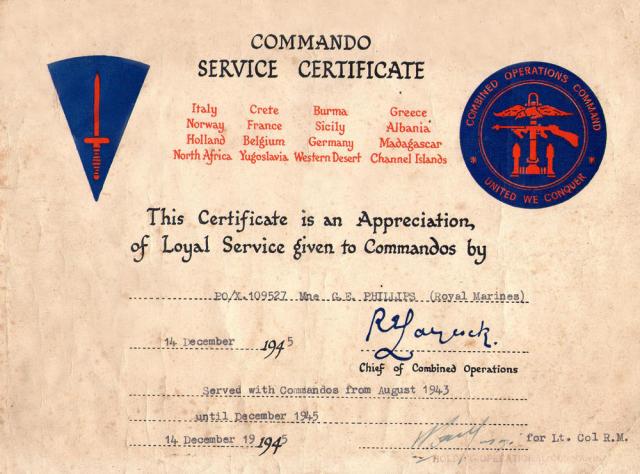 COMMANDO
SERVICE CERTIFICATE
Italy Crete Burma Greece
Norway France Sicily Albania
Holland Belgium Germany Madagascar
North Africa Yugoslavia Western Desert Channel Islands
COMBINED OPERATIONS COMMAND
UNITED WE CONQUER
This Certificate is an Appreciation,
of Loyal Service given to Commandos by
PO/X.109527 Mne G.E. PHILLIPS (Royal Marines)
14 December 1945
Chief of Combined Operations
Served with Commandos from August 1943
until December 1945
14 December 19 1945 for Lt. Col R.M.